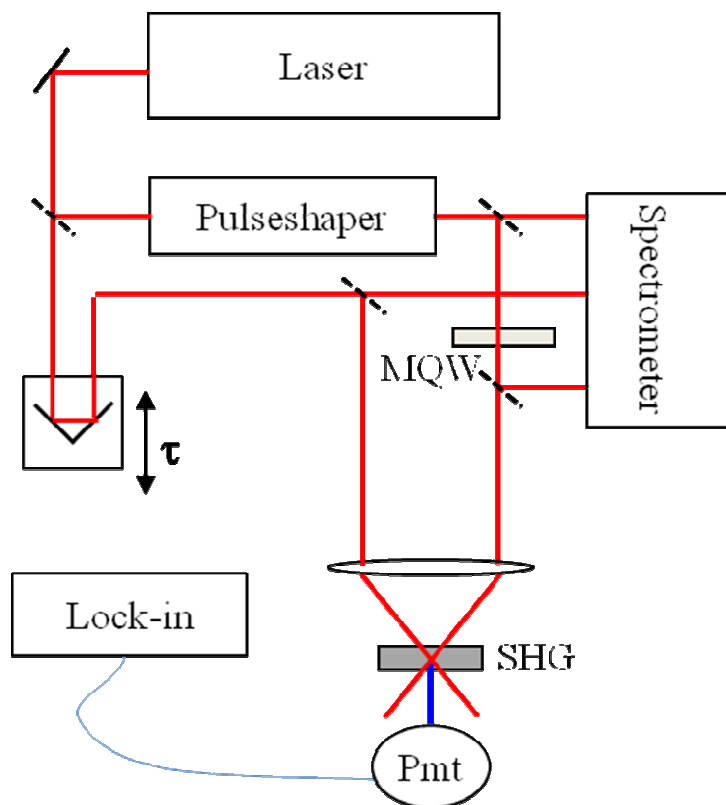 Laser
Pulseshaper
Spectrometer
MQW
τ
Lock-in
SHG
Pmt